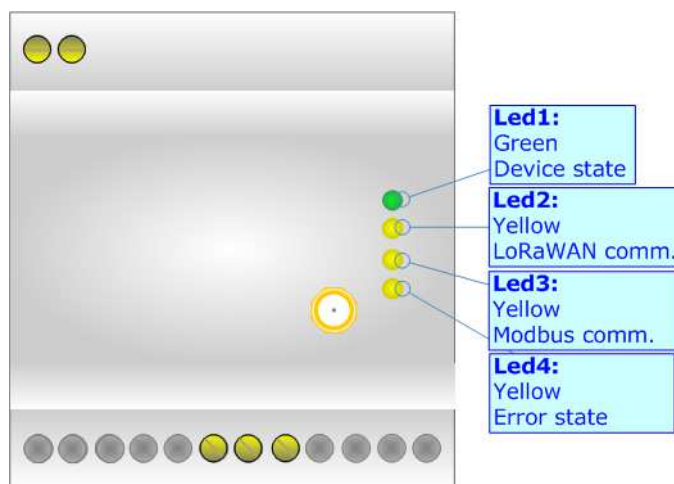 Led1:
Green
Device state
Led2:
Yellow
LoRaWAN comm.
Led3:
Yellow
Modbus comm.
Led4:
Yellow
Error state